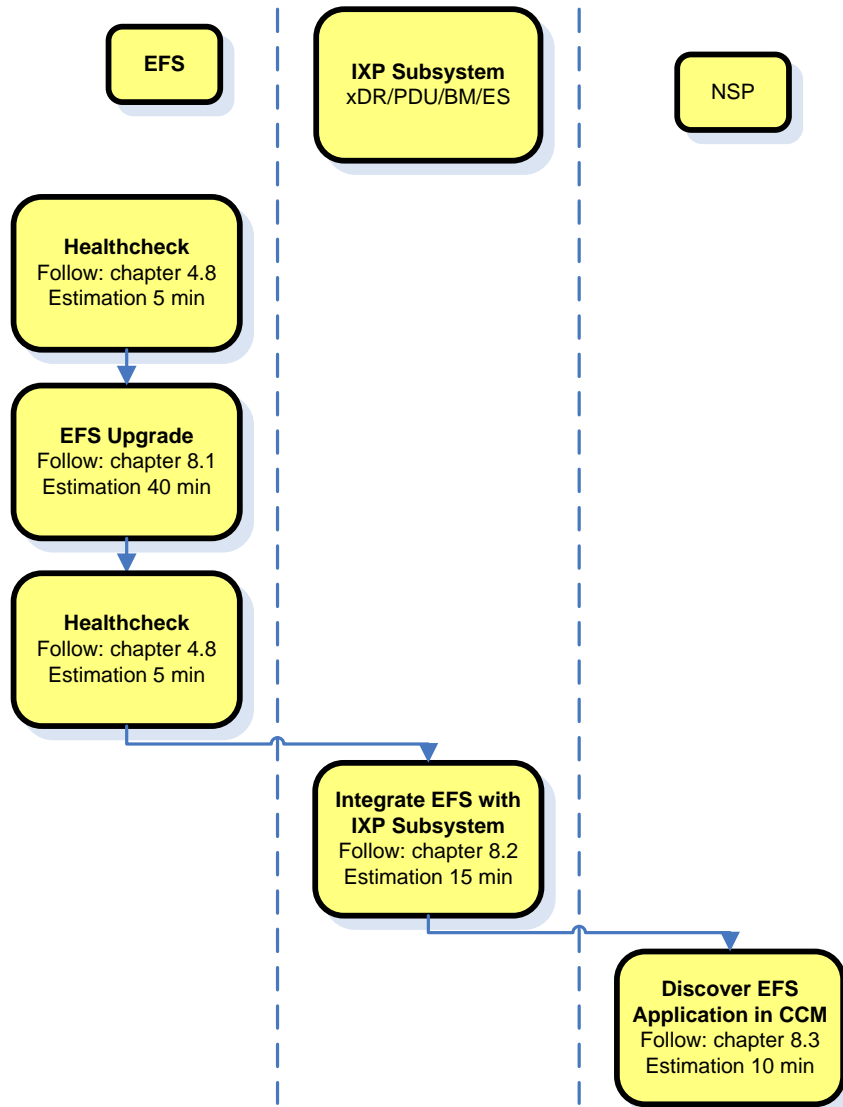 EFS
IXP Subsystem
xDR/PDU/BM/ES
NSP
Healthcheck
Follow: chapter 4.8
Estimation 5 min
EFS Upgrade
Follow: chapter 8.1
Estimation 40 min
Healthcheck
Follow: chapter 4.8
Estimation 5 min
Integrate EFS with
IXP Subsystem
Follow: chapter 8.2
Estimation 15 min
Discover EFS
Application in CCM
Follow: chapter 8.3
Estimation 10 min